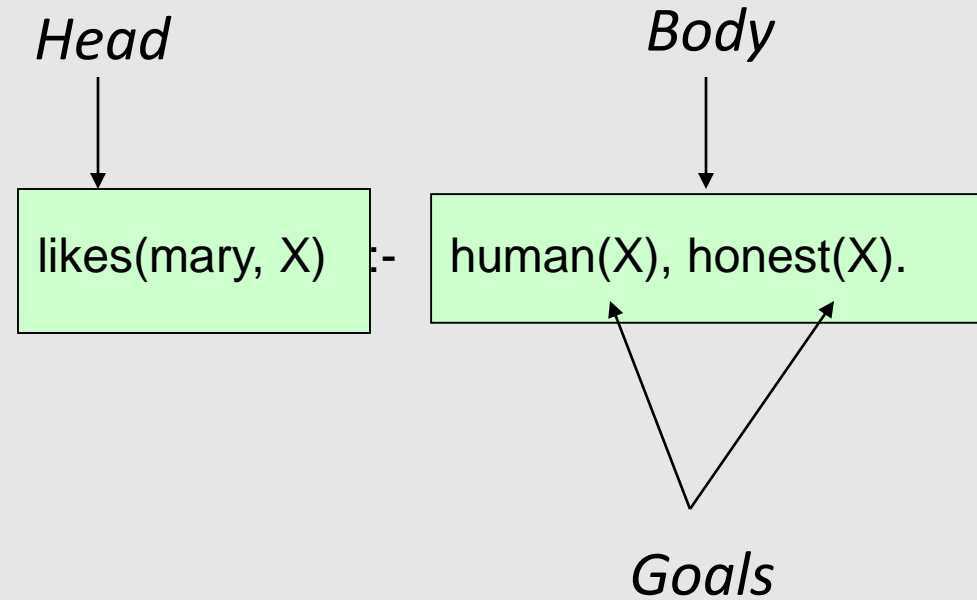 Head
Body
likes(mary, X) :- human(X), honest(X).
Goals